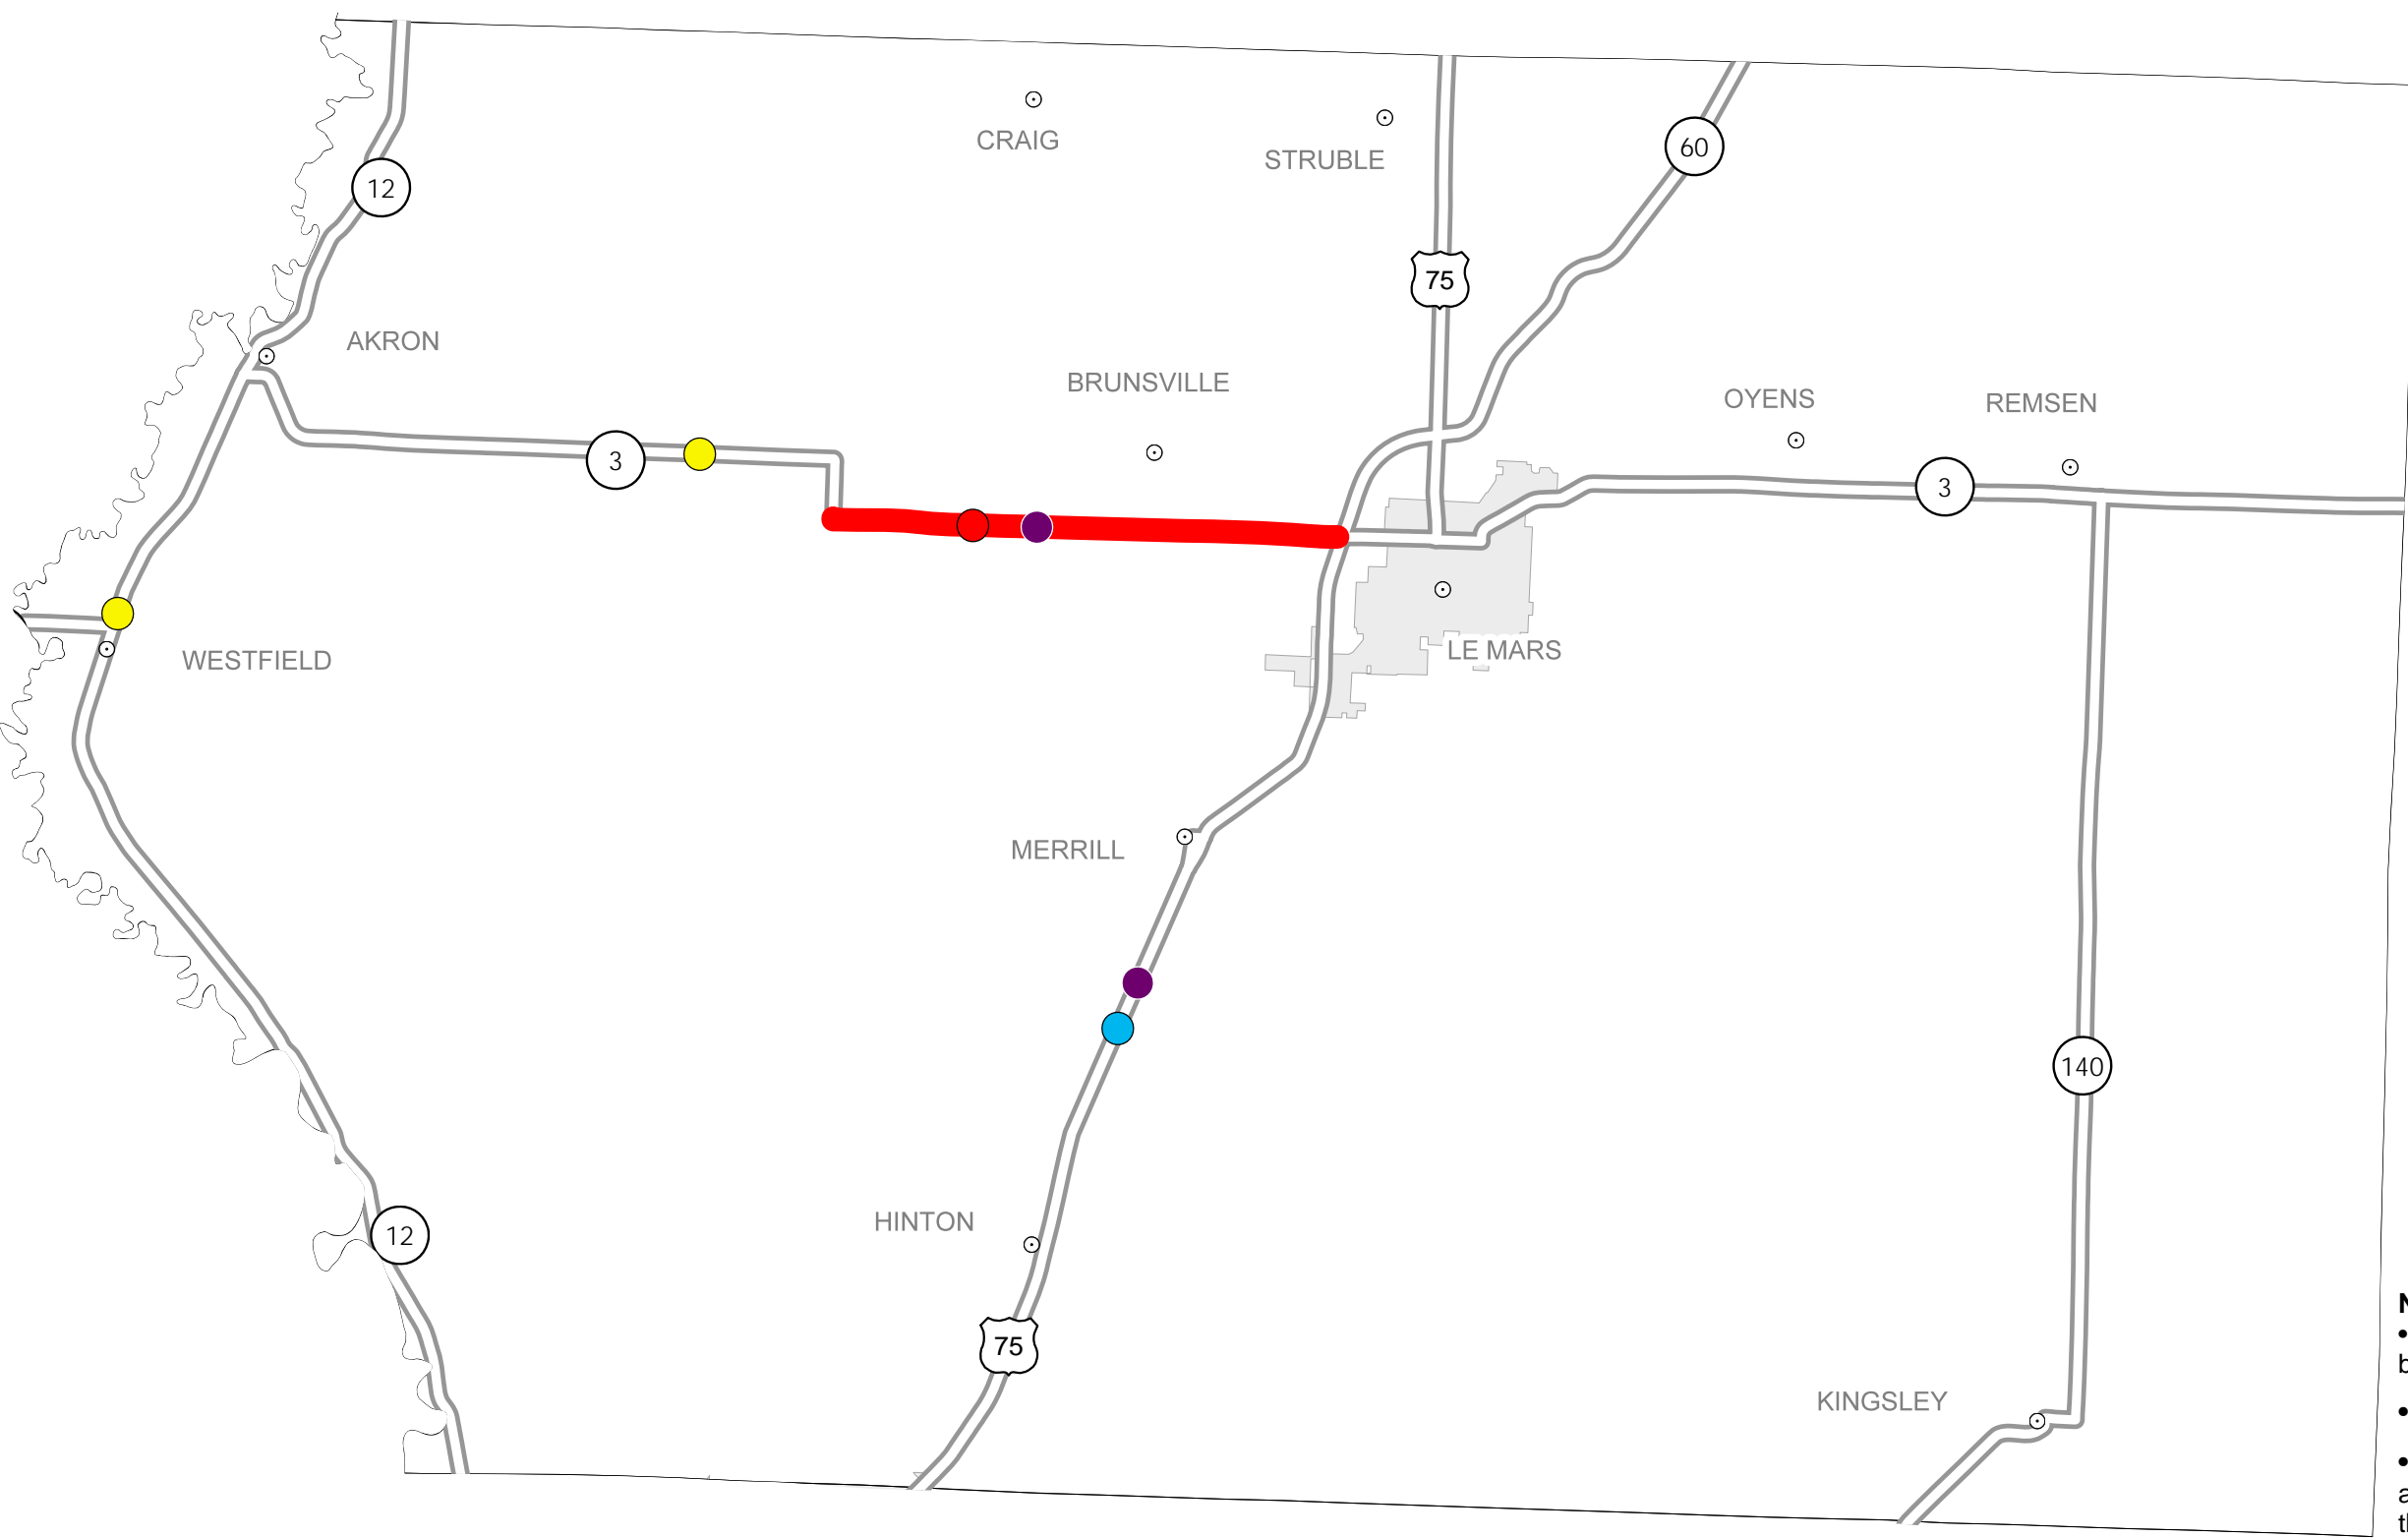 CRAIG
STRUBLE
60
12
75
AKRON
BRUNSVILLE
OYENS
REMSEN
3
3
WESTFIELD
LE MARS
MERRILL
140
HINTON
12
75
KINGSLEY